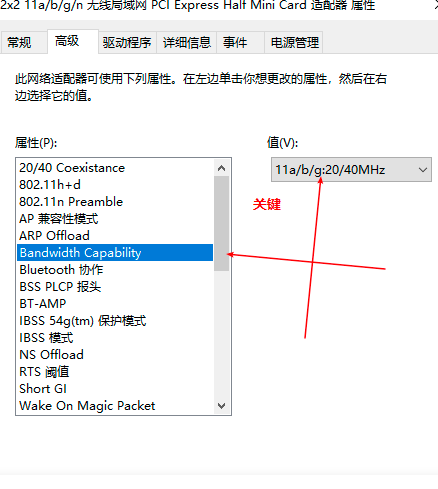 2x2 11a/b/g/n 无线局域网 PCI Express Half Mini Card 适配器 属性
常规 高级 驱动程序 详细信息 事件 电源管理
此网络适配器可使用下列属性。在左边单击你想更改的属性，然后在右
边选择它的值。
属性(P):
值(V):
20/40 Coexistance
802.11h+d
802.11n Preamble
AP 兼容性模式
ARP Offload
Bandwidth Capability
Bluetooth 协作
BSS PLCP 报头
BT-AMP
IBSS 54g(tm) 保护模式
IBSS 模式
NS Offload
RTS 阈值
Short GI
Wake On Magic Packet
11a/b/g:20/40MHz
关键